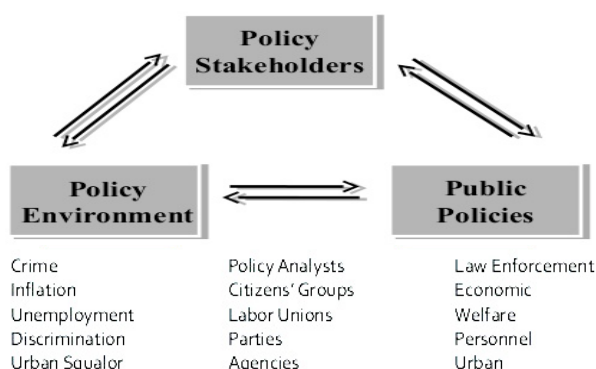 Policy
Stakeholders
Policy
Environment
Public
Policies
Crime
Inflation
Unemployment
Discrimination
Urban Squalor
Policy Analysts
Citizens' Groups
Labor Unions
Parties
Agencies
Law Enforcement
Economic
Welfare
Personnel
Urban